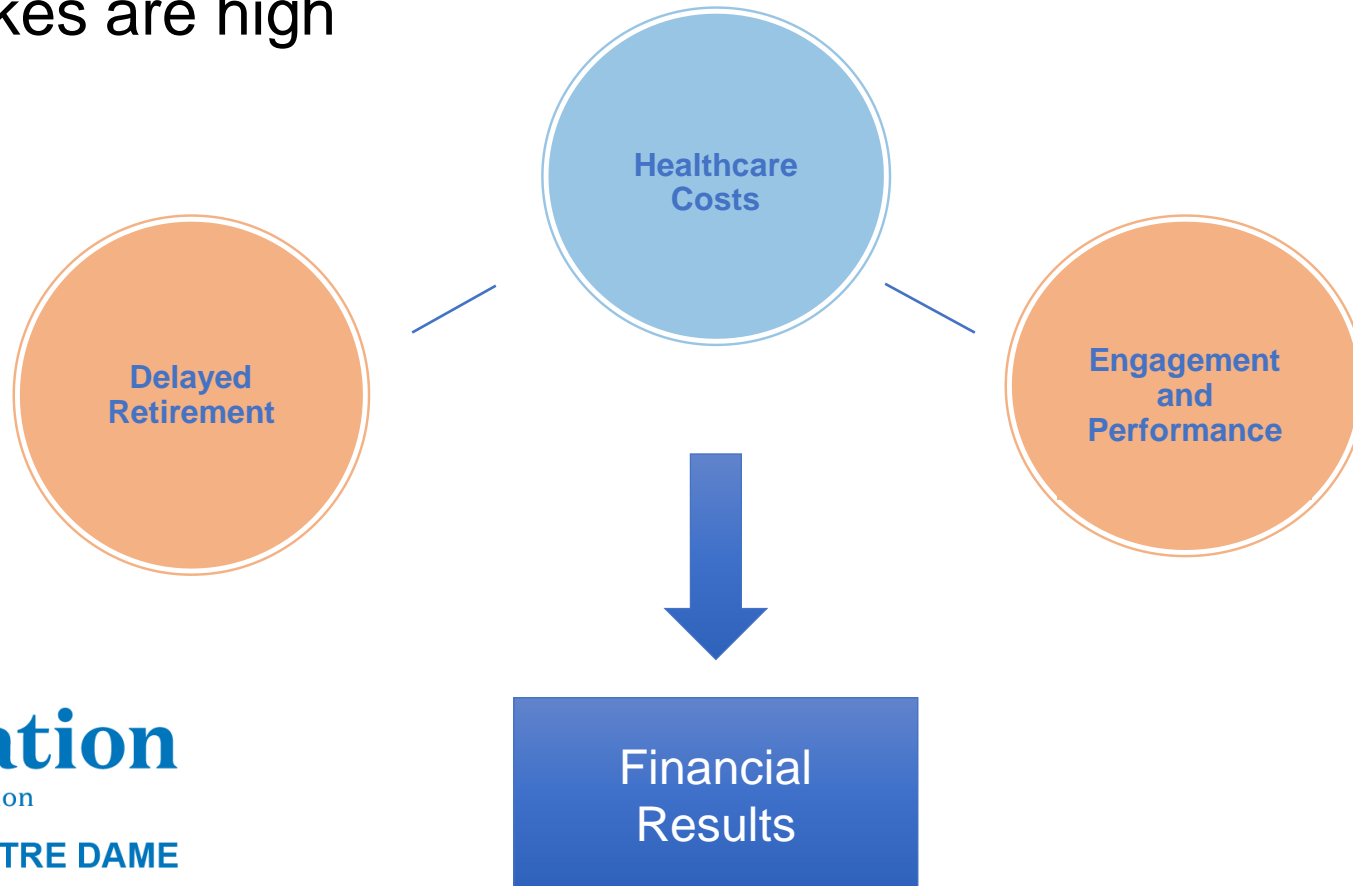 kes are high
Healthcare
Costs
Delayed
Retirement
Engagement
and
Performance
Financial
Results
ation
on
TRE DAME